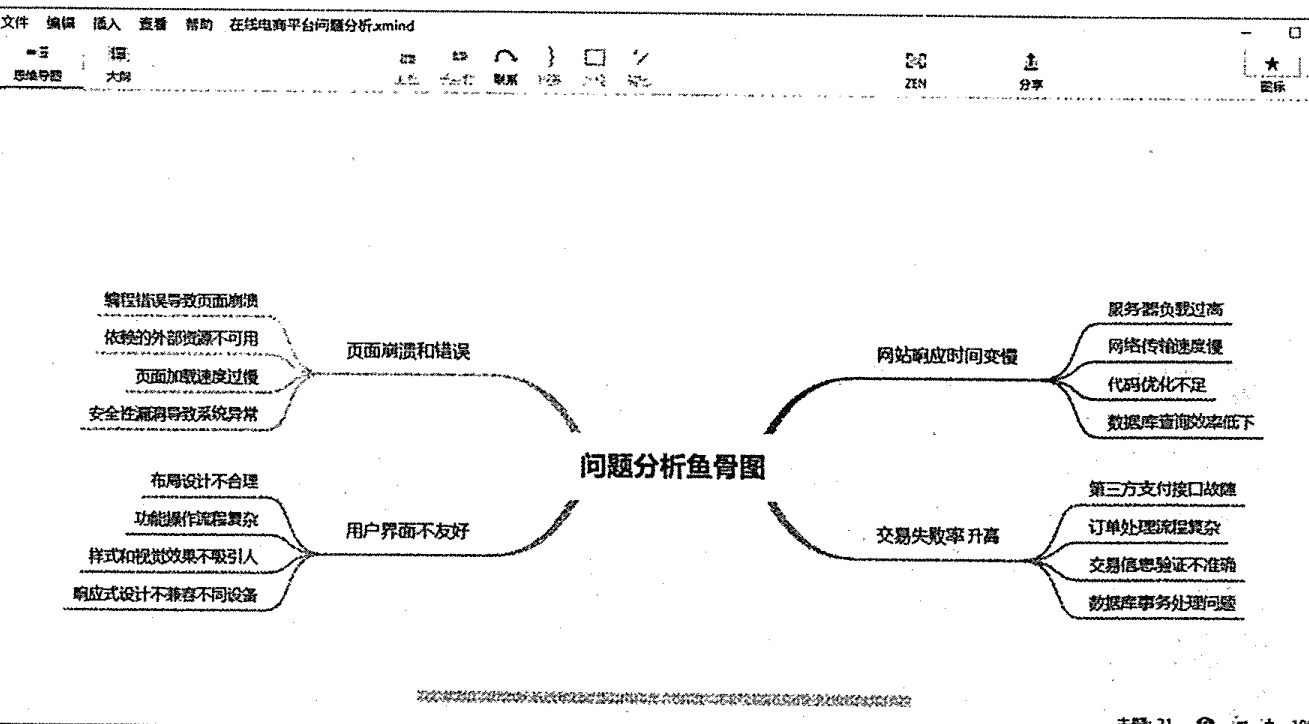 文件 编辑 插入 查看 帮助 在线电商平台问题分析.xmind
思维导图 大纲 联系 ZEN 分享 图标
编程错误导致页面崩溃
依赖的外部资源不可用
页面加载速度过慢
安全性漏洞导致系统异常
页面崩溃和错误
布局设计不合理
功能操作流程复杂
样式和视觉效果不吸引人
响应式设计不兼容不同设备
用户界面不友好
问题分析鱼骨图
网站响应时间变慢
服务器负载过高
网络传输速度慢
代码优化不足
数据库查询效率低下
交易失败率升高
第三方支付接口故障
订单处理流程复杂
交易信息验证不准确
数据库事务处理问题